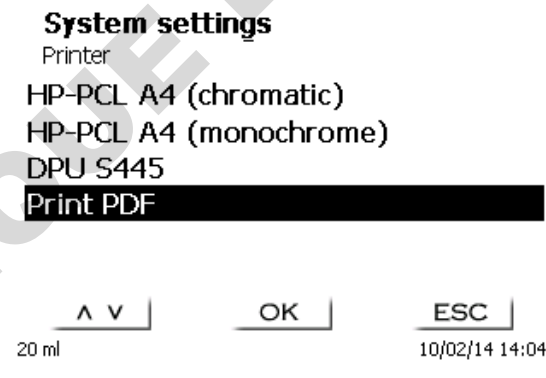 System settings
Printer
HP-PCL A4 (chromatic)
HP-PCL A4 (monochrome)
DPU S445
Print PDF
∧ ∨ OK ESC
20 ml 10/02/14 14:04